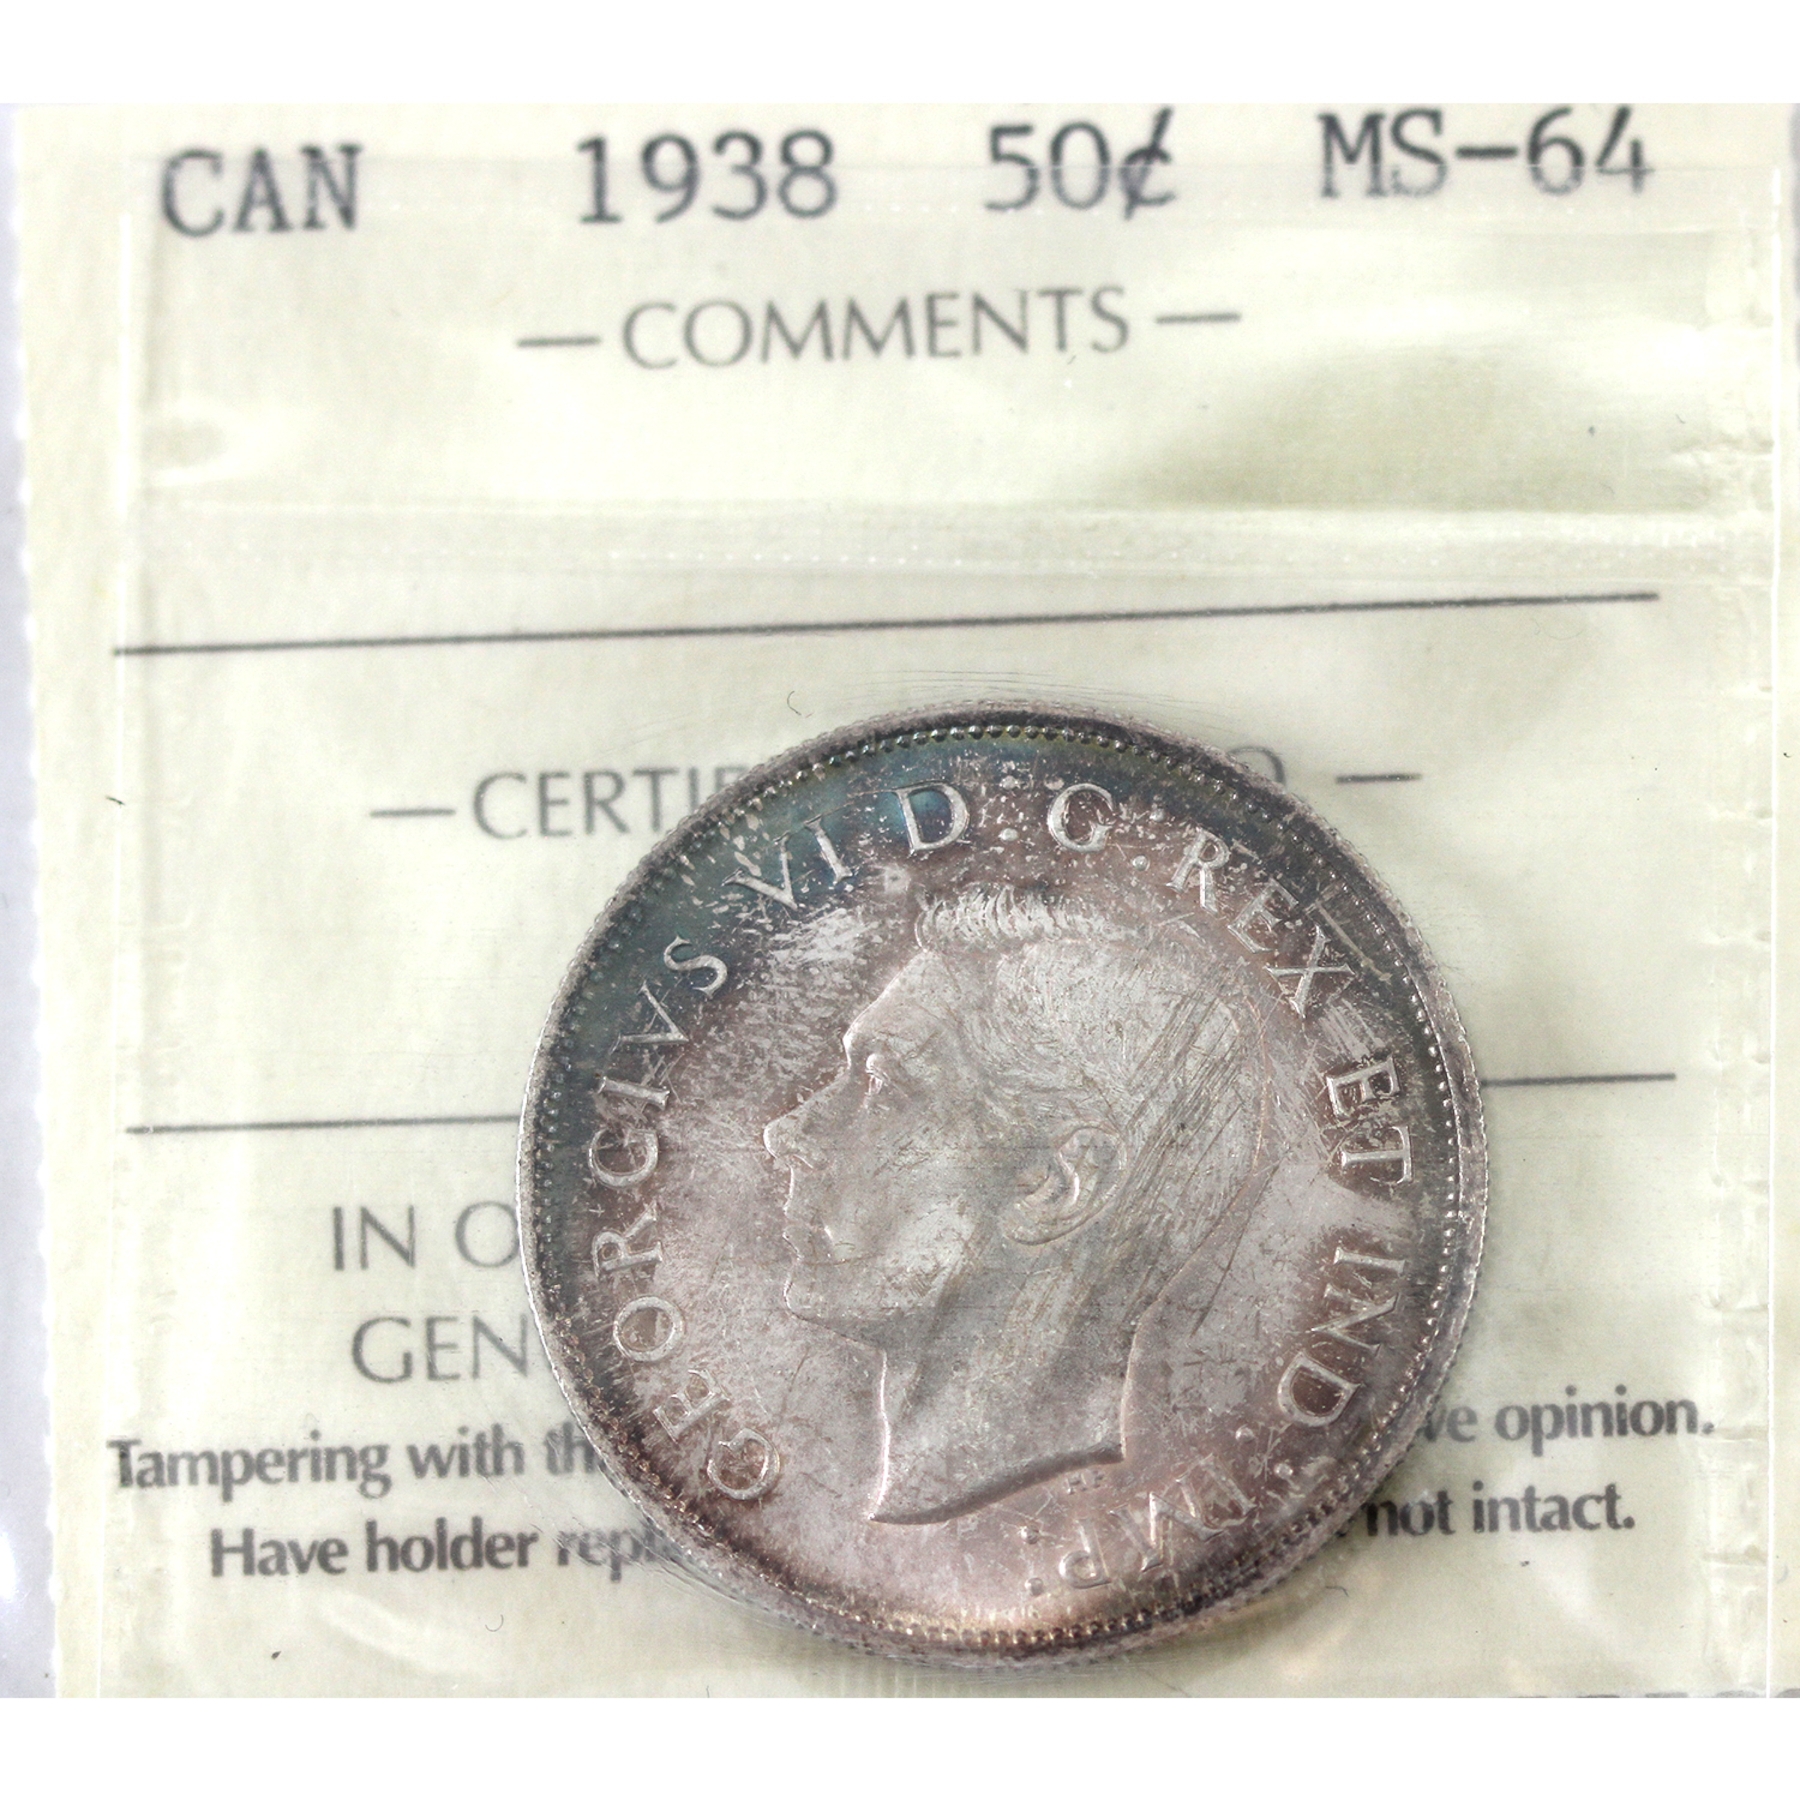 CAN 1938 50¢ MS-64
— COMMENTS —
— CERTI —
IN O
GEN
Tampering with th ve opinion.
Have holder repl not intact.
GEORGIVS VI D : G : REX ET IND : IMP :